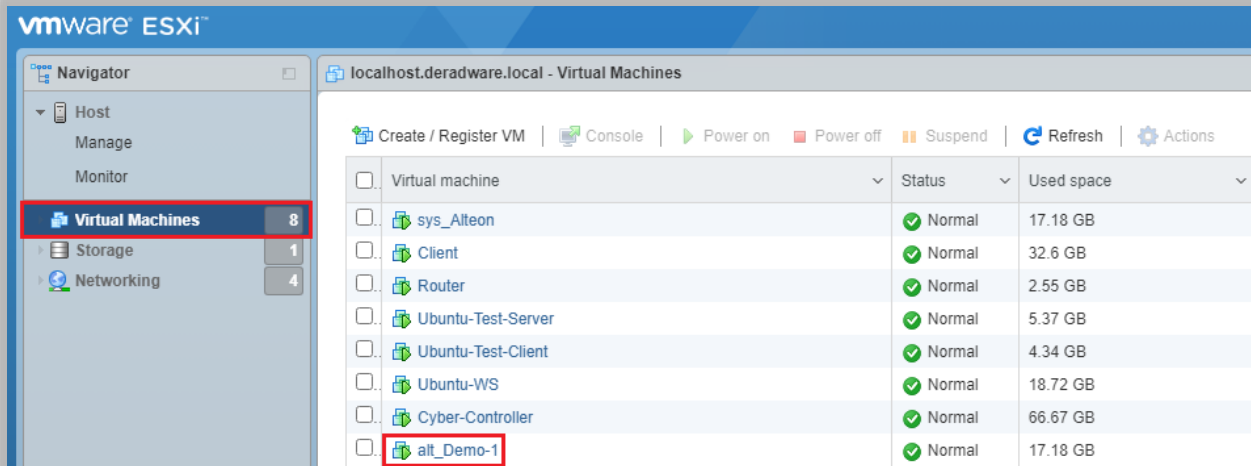 vmware® ESXi™
Navigator
localhost.deradware.local - Virtual Machines
Host
Manage
Monitor
Virtual Machines 8
Storage 1
Networking 4
Create / Register VM Console Power on Power off Suspend Refresh Actions
Virtual machine Status Used space
sys_Alteon Normal 17.18 GB
Client Normal 32.6 GB
Router Normal 2.55 GB
Ubuntu-Test-Server Normal 5.37 GB
Ubuntu-Test-Client Normal 4.34 GB
Ubuntu-WS Normal 18.72 GB
Cyber-Controller Normal 66.67 GB
alt_Demo-1 Normal 17.18 GB